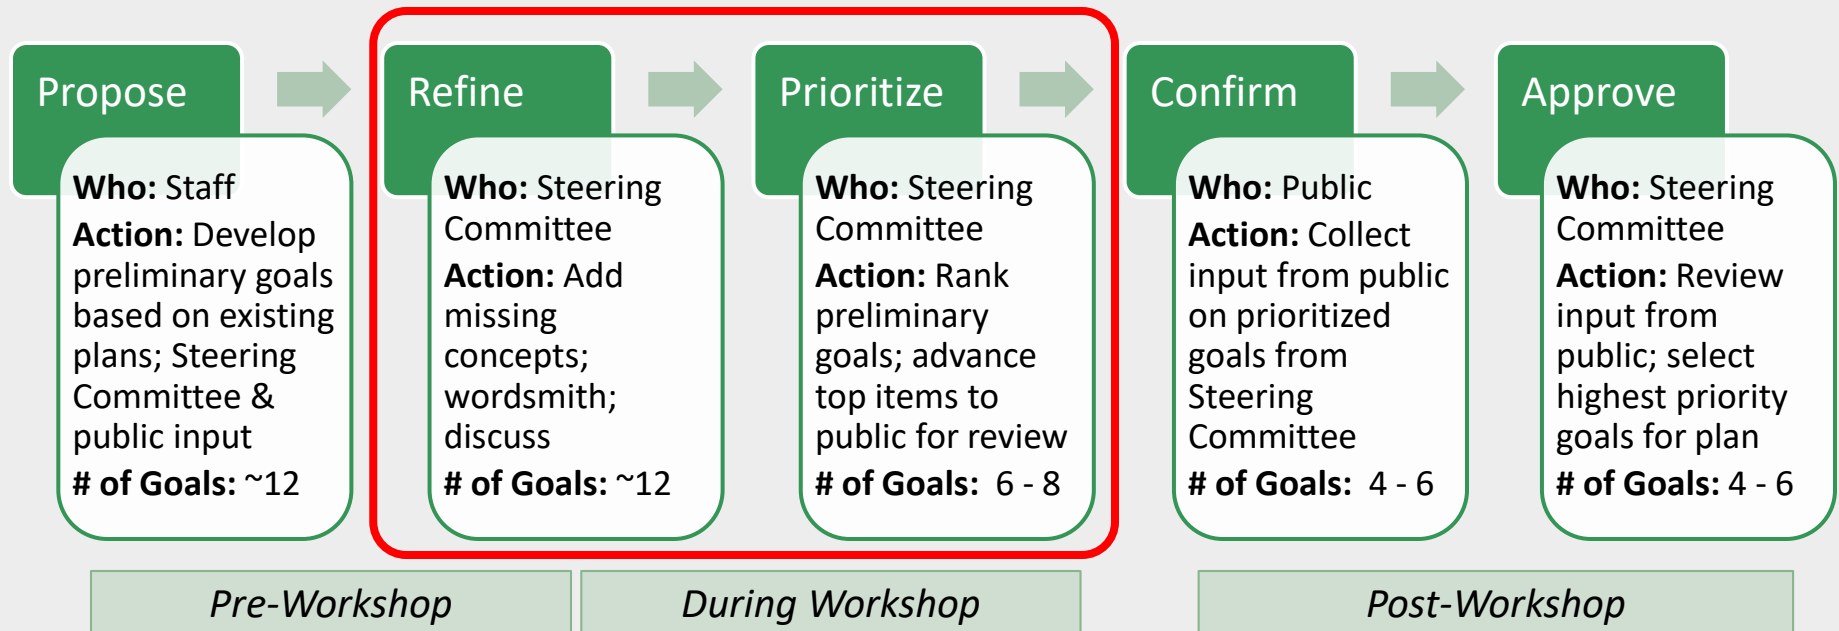 Propose
Who: Staff
Action: Develop
preliminary goals
based on existing
plans; Steering
Committee &
public input
# of Goals: ~12
Refine
Who: Steering
Committee
Action: Add
missing
concepts;
wordsmith;
discuss
# of Goals: ~12
Prioritize
Who: Steering
Committee
Action: Rank
preliminary
goals; advance
top items to
public for review
# of Goals: 6 - 8
Confirm
Who: Public
Action: Collect
input from public
on prioritized
goals from
Steering
Committee
# of Goals: 4 - 6
Approve
Who: Steering
Committee
Action: Review
input from
public; select
highest priority
goals for plan
# of Goals: 4 - 6
Pre-Workshop
During Workshop
Post-Workshop